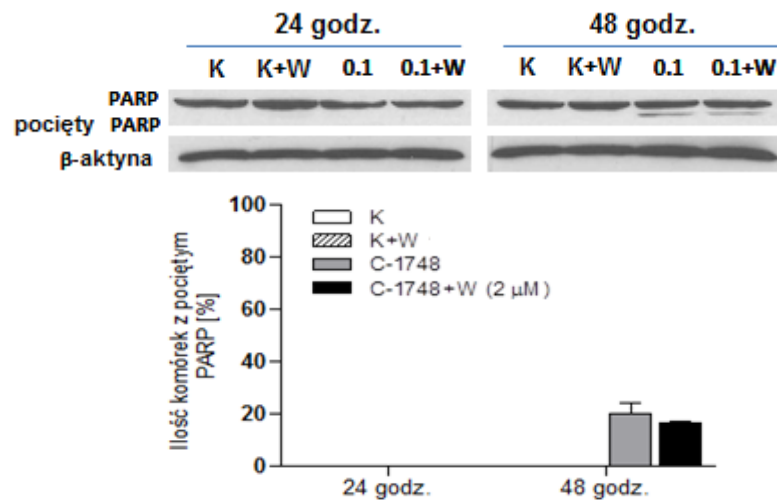 24 godz. 48 godz.
K K+W 0.1 0.1+W K K+W 0.1 0.1+W
PARP
pocięty PARP
β-aktyna
100
80
60
40
20
0
Ilość komórek z pociętym
PARP [%]
K
K+W
C-1748
C-1748+W (2 μM)
24 godz. 48 godz.